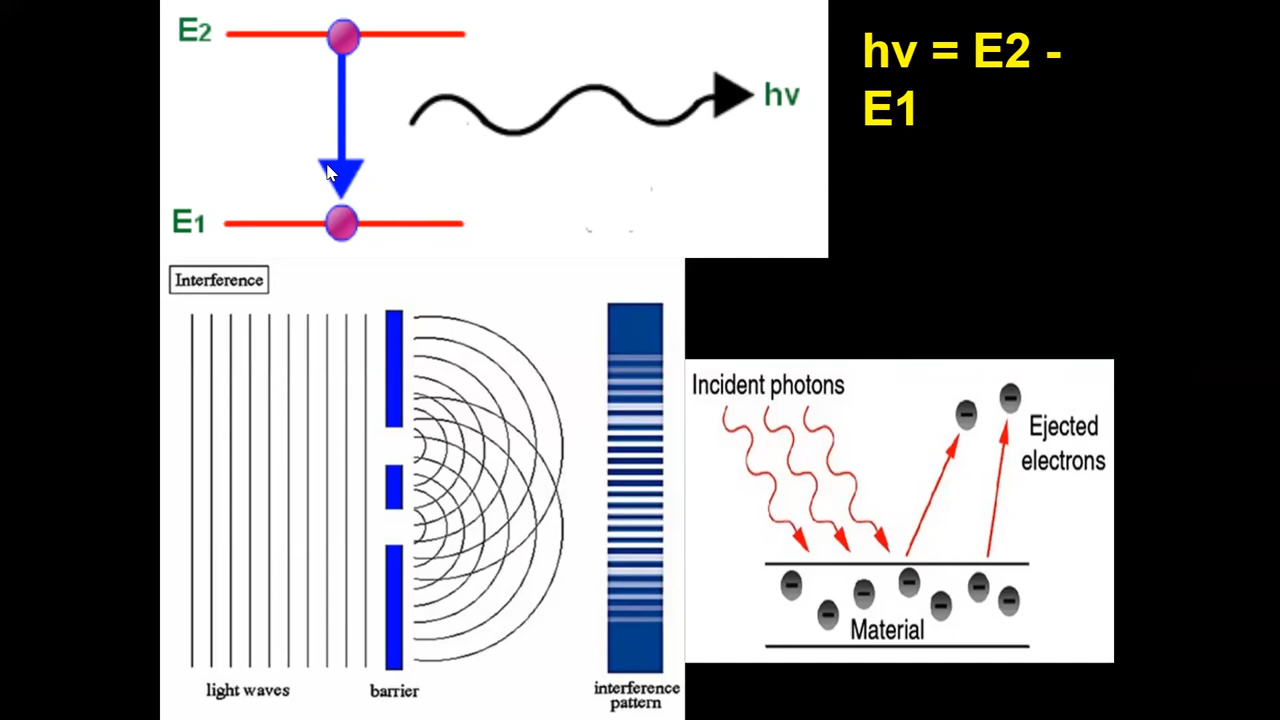 E2
hν
E1
hν = E2 -
E1
Interference
light waves
barrier
interference
pattern
Incident photons
Ejected
electrons
Material